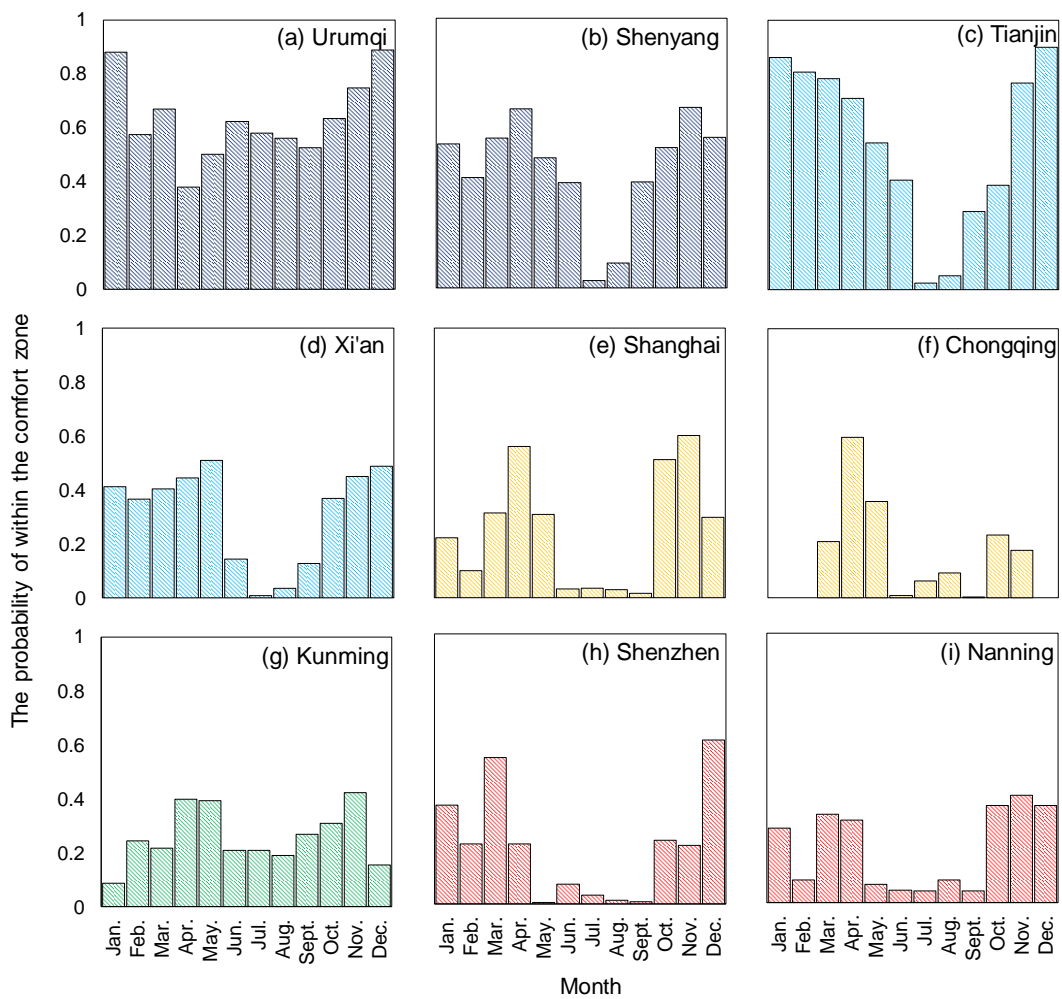 The probability of within the comfort zone
1
0.8
0.6
0.4
0.2
0
(a) Urumqi
(b) Shenyang
(c) Tianjin
1
0.8
0.6
0.4
0.2
0
(d) Xi'an
(e) Shanghai
(f) Chongqing
1
0.8
0.6
0.4
0.2
0
(g) Kunming
(h) Shenzhen
(i) Nanning
Jan. Feb. Mar. Apr. May. Jun. Jul. Aug. Sept. Oct. Nov. Dec.
Jan. Feb. Mar. Apr. May. Jun. Jul. Aug. Sept. Oct. Nov. Dec.
Jan. Feb. Mar. Apr. May. Jun. Jul. Aug. Sept. Oct. Nov. Dec.
Month